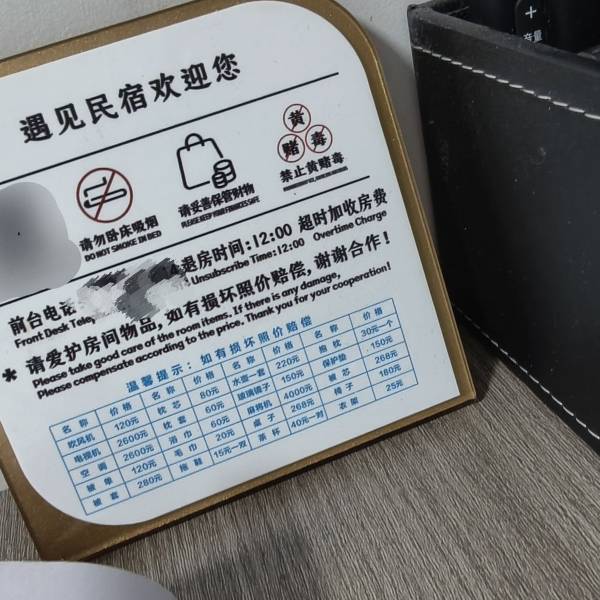 遇见民宿欢迎您
请勿卧床吸烟
DO NOT SMOKE IN BED
请妥善保管财物
PLEASE KEEP YOUR FINANCES SAFE
黄
赌 毒
禁止黄赌毒
前台电话
Front Desk Tele
退房时间:12:00 超时加收房费
Unsubscribe Time:12:00 Overtime Charge
* 请爱护房间物品,如有损坏照价赔偿,谢谢合作!
Please take good care of the room items. If there is any damage,
Please compensate according to the price. Thank you for your cooperation!
温馨提示:如有损坏照价赔偿
名称 价格 名称 价格 名称 价格 名称 价格
吹风机 120元 枕芯 80元 水壶一套 220元 抱枕 30元一个
电视机 2600元 枕套 60元 玻璃镜子 150元 保护垫 150元
空调 2600元 浴巾 60元 麻将机 4000元 被芯 268元
被单 120元 毛巾 20元 桌子 268元 椅子 180元
被套 280元 拖鞋 15元一双 茶杯 40元一对 衣架 25元
+
音量